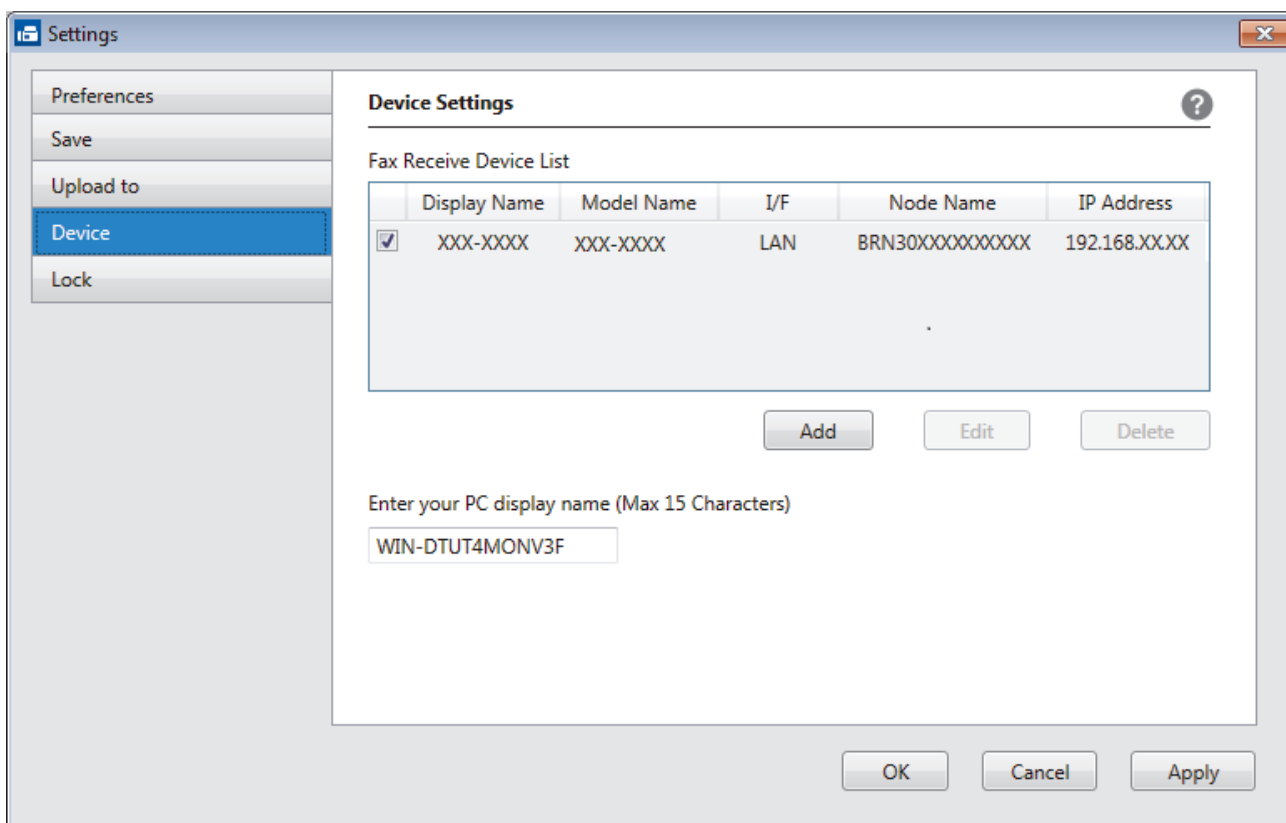 Settings
Preferences
Save
Upload to
Device
Lock
Device Settings
?
Fax Receive Device List
Display Name Model Name I/F Node Name IP Address
XXX-XXXX XXX-XXXX LAN BRN30XXXXXXXXXX 192.168.XX.XX
Add Edit Delete
Enter your PC display name (Max 15 Characters)
WIN-DTUT4MONV3F
OK Cancel Apply